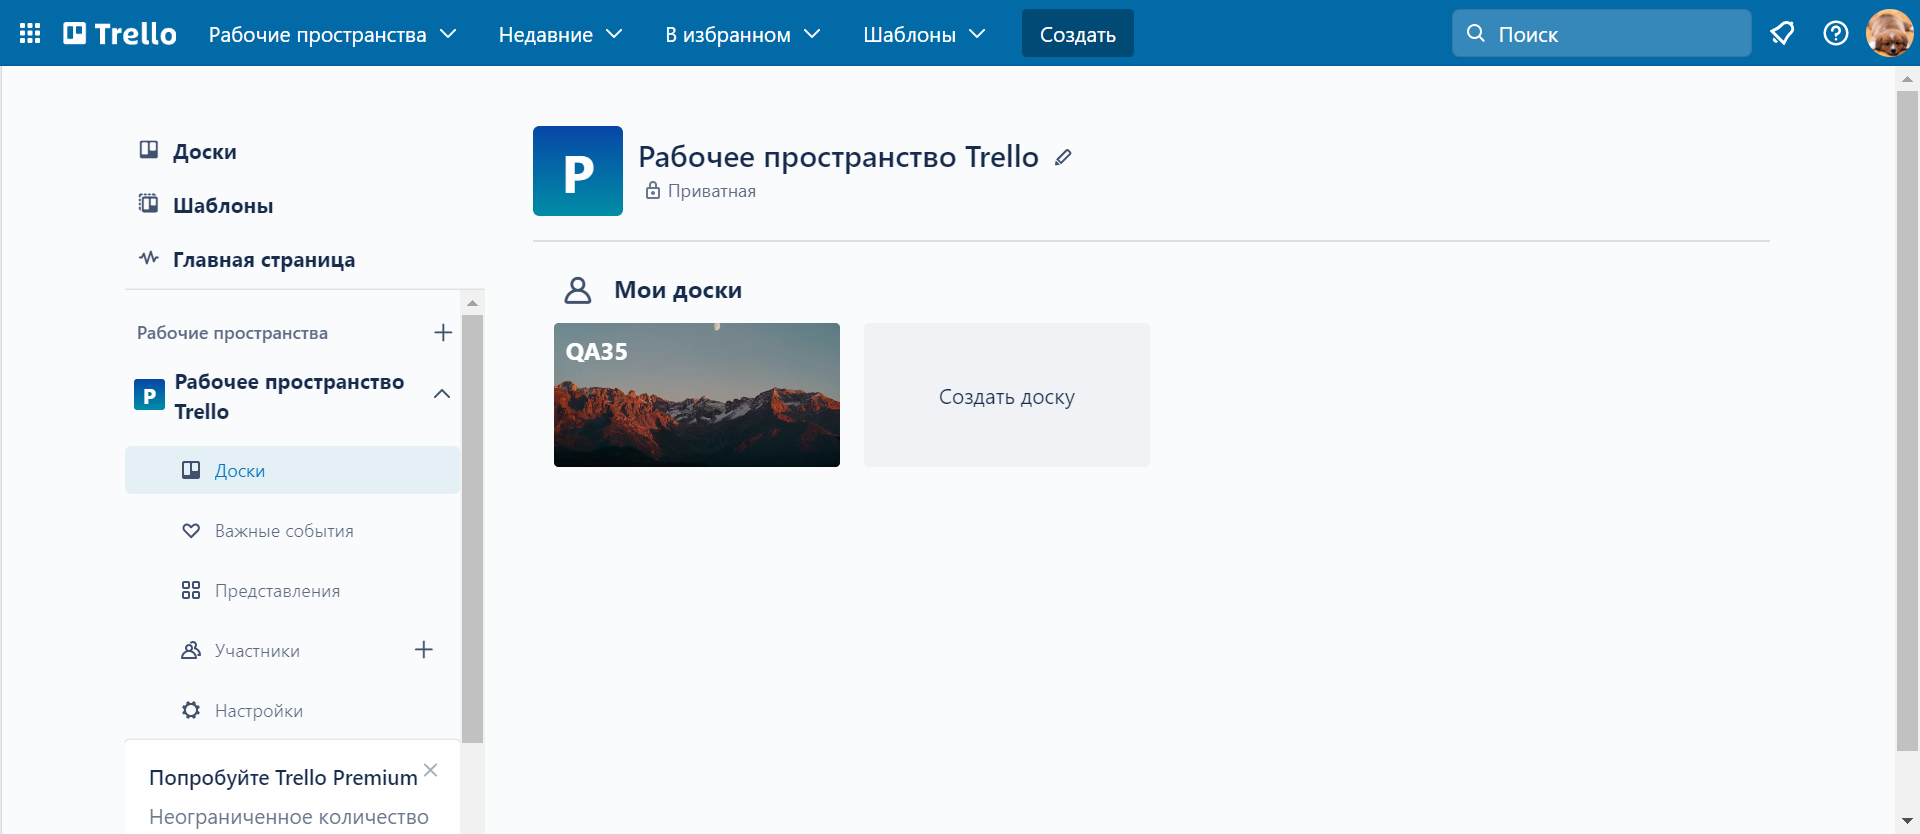 Trello
Рабочие пространства
Недавние
В избранном
Шаблоны
Создать
Поиск
Доски
Шаблоны
Главная страница
Рабочие пространства
P
Рабочее пространство
Trello
Доски
Важные события
Представления
Участники
Настройки
Попробуйте Trello Premium
Неограниченное количество
Р
Рабочее пространство Trello
Приватная
Мои доски
QA35
Создать доску